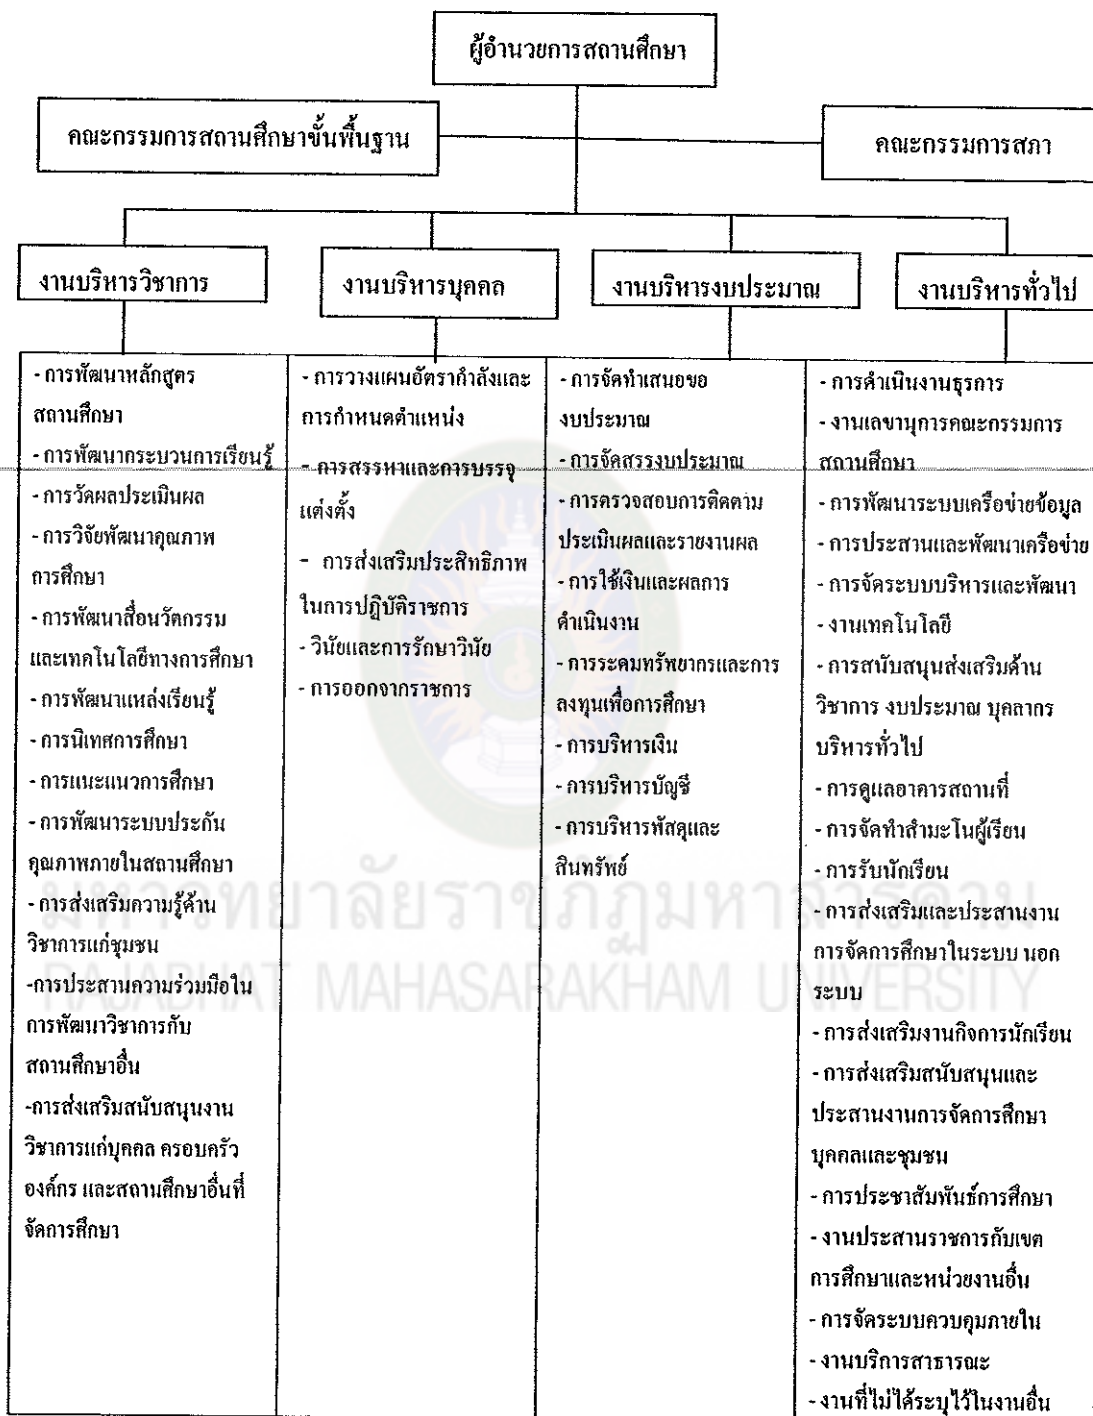 ผู้อำนวยการสถานศึกษา
คณะกรรมการสถานศึกษาขั้นพื้นฐาน
คณะกรรมการสภา
งานบริหารวิชาการ
งานบริหารบุคคล
งานบริหารงบประมาณ
งานบริหารทั่วไป
- การพัฒนาหลักสูตร
สถานศึกษา
- การพัฒนากระบวนการเรียนรู้
- การวัดผลประเมินผล
- การวิจัยพัฒนาคุณภาพ
การศึกษา
- การพัฒนาสื่อนวัตกรรม
และเทคโนโลยีทางการศึกษา
- การพัฒนาแหล่งเรียนรู้
- การนิเทศการศึกษา
- การแนะแนวการศึกษา
- การพัฒนาระบบประกัน
คุณภาพภายในสถานศึกษา
- การส่งเสริมความรู้ด้าน
วิชาการแก่ชุมชน
-การประสานความร่วมมือใน
การพัฒนาวิชาการกับ
สถานศึกษาอื่น
-การส่งเสริมสนับสนุนงาน
วิชาการแก่บุคคล ครอบครัว
องค์กร และสถานศึกษาอื่นที่
จัดการศึกษา
- การวางแผนอัตรากำลังและ
การกำหนดตำแหน่ง
- การสรรหาและการบรรจุ
แต่งตั้ง
- การส่งเสริมประสิทธิภาพ
ในการปฏิบัติราชการ
- วินัยและการรักษาวินัย
- การออกจากราชการ
- การจัดทำเสนอขอ
งบประมาณ
- การจัดสรรงบประมาณ
- การตรวจสอบการติดตาม
ประเมินผลและรายงานผล
- การใช้เงินและผลการ
ดำเนินงาน
- การระดมทรัพยากรและการ
ลงทุนเพื่อการศึกษา
- การบริหารเงิน
- การบริหารบัญชี
- การบริหารพัสดุและ
สินทรัพย์
- การดำเนินงานธุรการ
- งานเลขานุการคณะกรรมการ
สถานศึกษา
- การพัฒนาระบบเครือข่ายข้อมูล
- การประสานและพัฒนาเครือข่าย
- การจัดระบบบริหารและพัฒนา
- งานเทคโนโลยี
- การสนับสนุนส่งเสริมด้าน
วิชาการ งบประมาณ บุคลากร
บริหารทั่วไป
- การดูแลอาคารสถานที่
- การจัดทำสำมะโนผู้เรียน
- การรับนักเรียน
- การส่งเสริมและประสานงาน
การจัดการศึกษาในระบบ นอก
ระบบ
- การส่งเสริมงานกิจการนักเรียน
- การส่งเสริมสนับสนุนและ
ประสานงานการจัดการศึกษา
บุคคลและชุมชน
- การประชาสัมพันธ์การศึกษา
- งานประสานราชการกับเขต
การศึกษาและหน่วยงานอื่น
- การจัดระบบควบคุมภายใน
- งานบริการสาธารณะ
- งานที่ไม่ได้ระบุไว้ในงานอื่น
มหาวิทยาลัยราชภัฏมหาสารคาม
RAJABHAT MAHASARAKHAM UNIVERSITY